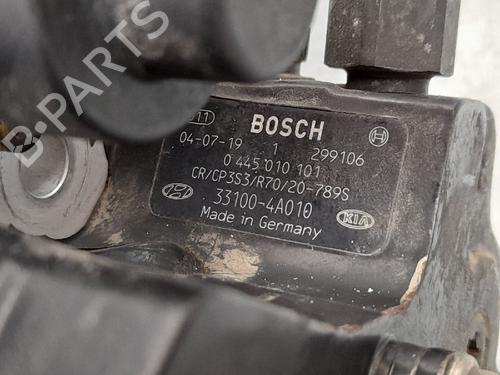 11 BOSCH
04-07-19 1 299106
0 445 010 101
CR/CP3S3/R70/20-789S
33100-4A010
Made in Germany KIA
B-PARTS